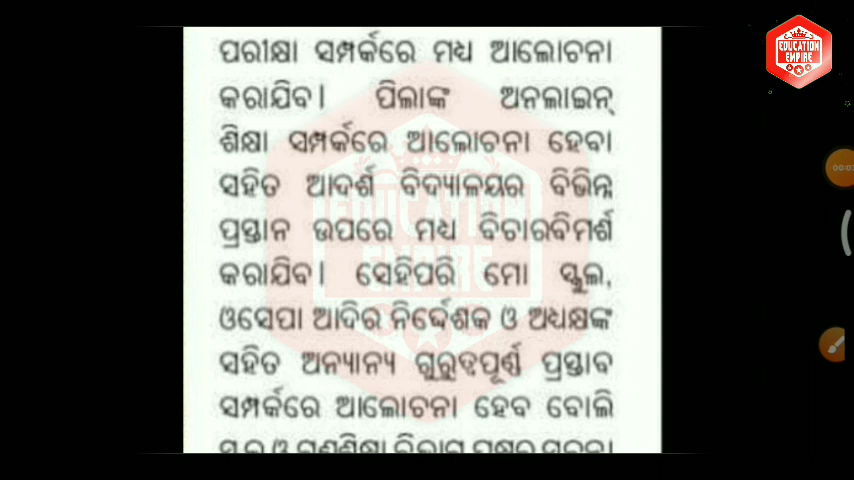 ପରୀକ୍ଷା ସମ୍ପର୍କରେ ମଧ୍ୟ ଆଲୋଚନା
କରାଯିବ। ପିଲାଙ୍କ ଅନଲାଇନ୍
ଶିକ୍ଷା ସମ୍ପର୍କରେ ଆଲୋଚନା ହେବା
ସହିତ ଆଦର୍ଶ ବିଦ୍ୟାଳୟର ବିଭିନ୍ନ
ପ୍ରସ୍ତାନ ଉପରେ ମଧ୍ୟ ବିଚାରବିମର୍ଶ
କରାଯିବ। ସେହିପରି ମୋ ସ୍କୁଲ,
ଓସେପା ଆଦିର ନିର୍ଦ୍ଦେଶକ ଓ ଅଧ୍ୟକ୍ଷଙ୍କ
ସହିତ ଅନ୍ୟାନ୍ୟ ଗୁରୁତ୍ୱପୂର୍ଣ୍ଣ ପ୍ରସ୍ତାବ
ସମ୍ପର୍କରେ ଆଲୋଚନା ହେବ ବୋଲି
EDUCATION
EMPIRE
EDUCATION
EMPIRE